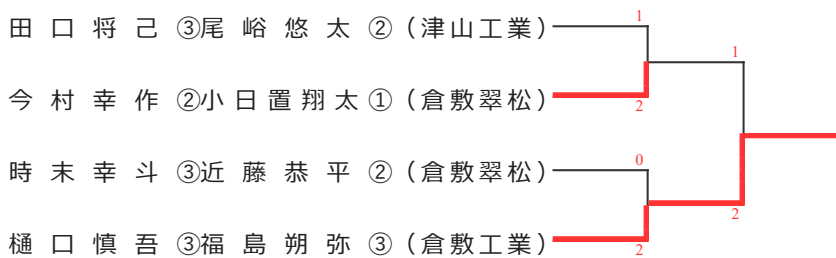 田口将己③尾崎悠太②(津山工業)
1
1
今村幸作②小日置翔太①(倉敷翠松)
2
時末幸斗③近藤恭平②(倉敷翠松)
0
2
樋口慎吾③福島朔弥③(倉敷工業)
2